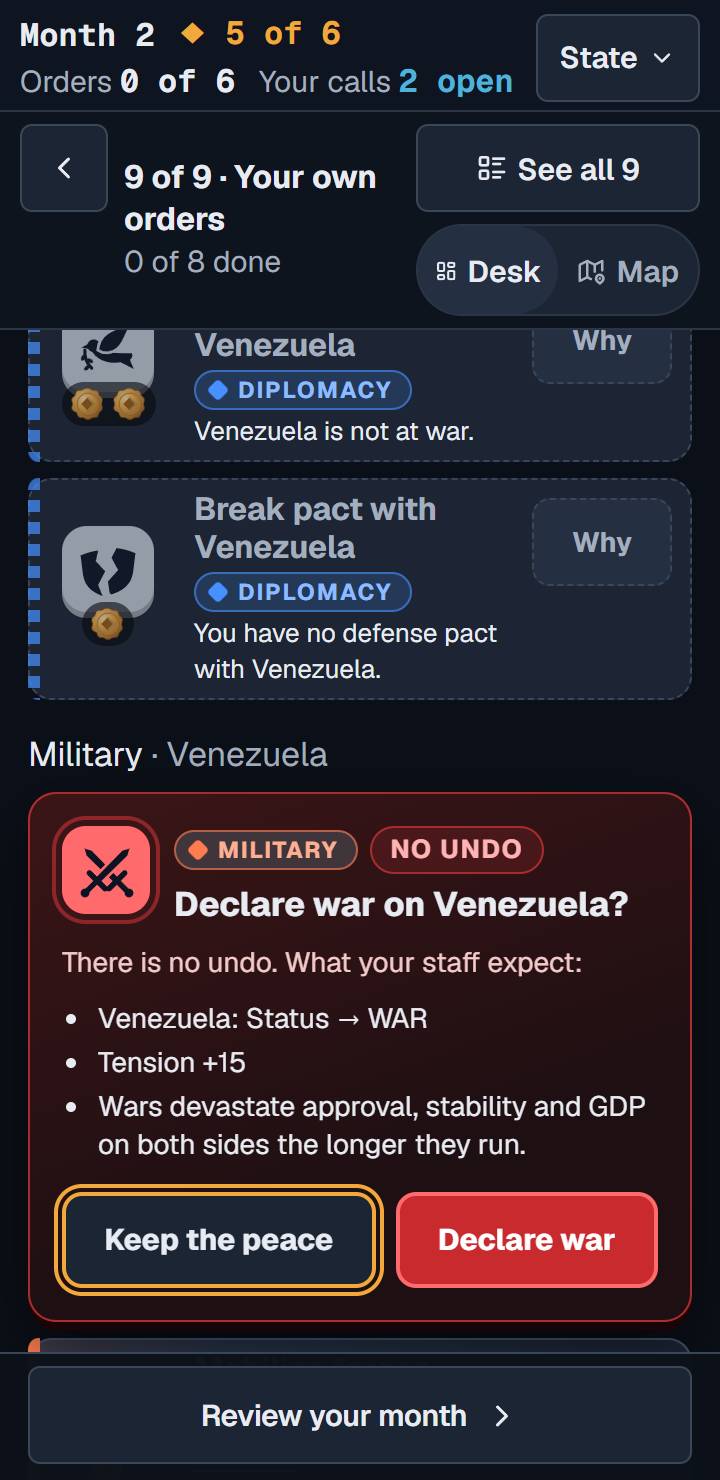 Month 2 5 of 6
Orders 0 of 6 Your calls 2 open
State
9 of 9 · Your own
orders
0 of 8 done
See all 9
Desk
Map
Venezuela
Why
DIPLOMACY
Venezuela is not at war.
Break pact with
Venezuela
Why
DIPLOMACY
You have no defense pact
with Venezuela.
Military · Venezuela
MILITARY
NO UNDO
Declare war on Venezuela?
There is no undo. What your staff expect:
• Venezuela: Status → WAR
• Tension +15
• Wars devastate approval, stability and GDP
on both sides the longer they run.
Keep the peace
Declare war
Review your month